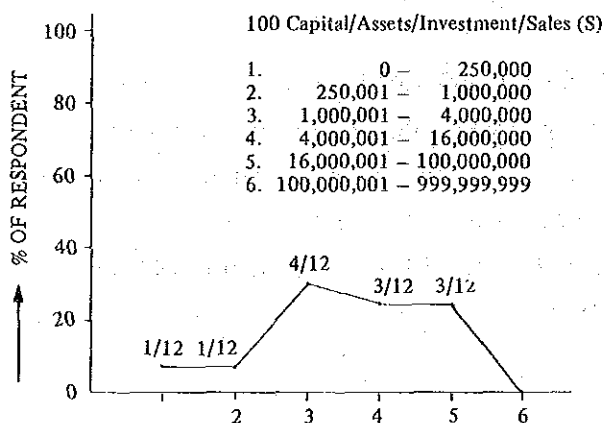 100 Capital/Assets/Investment/Sales (S)
1. 0 – 250,000
2. 250,001 – 1,000,000
3. 1,000,001 – 4,000,000
4. 4,000,001 – 16,000,000
5. 16,000,001 – 100,000,000
6. 100,000,001 – 999,999,999
% OF RESPONDENT
100
80
60
40
20
0
1/12 1/12 4/12 3/12 3/12
2 3 4 5 6